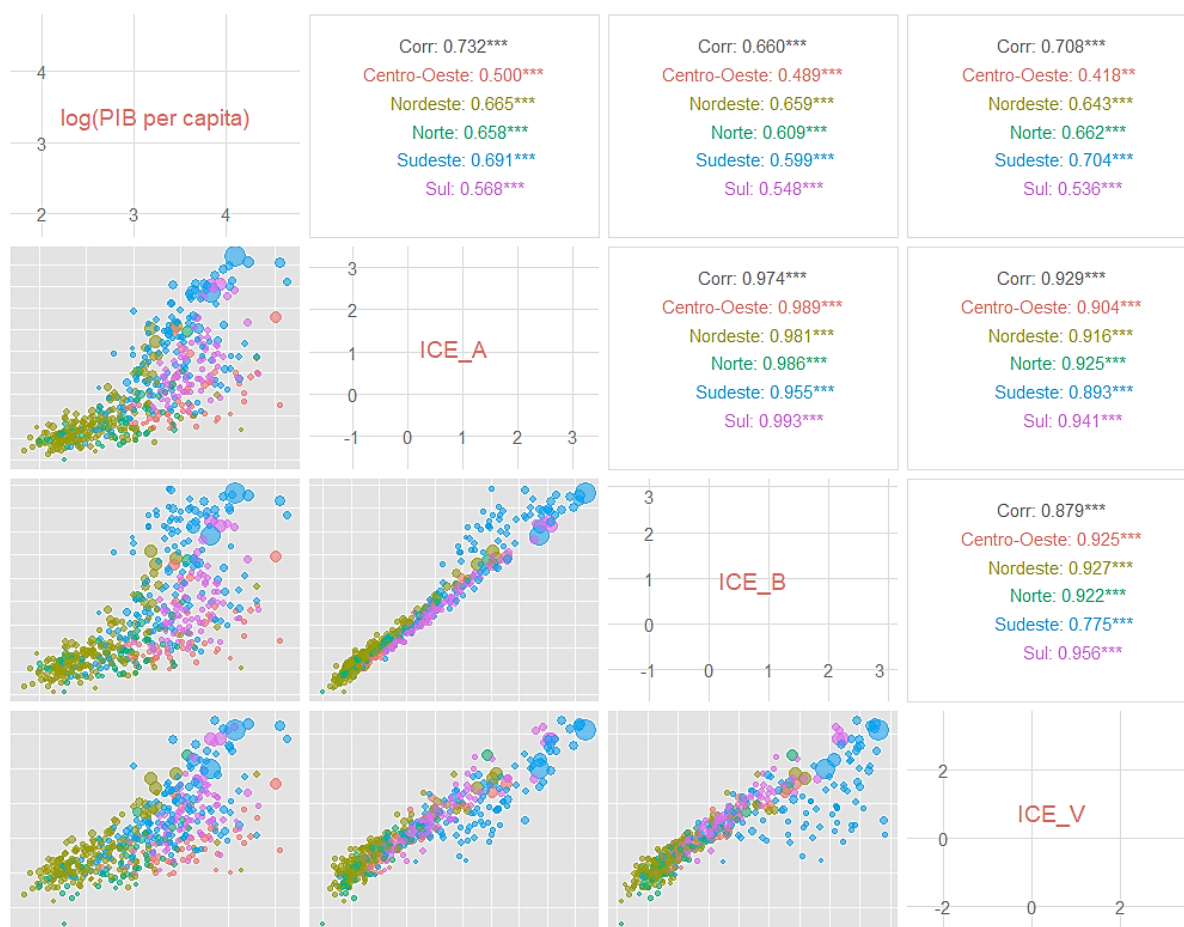 4
log(PIB per capita)
3
2
2 3 4
Corr: 0.732***
Centro-Oeste: 0.500***
Nordeste: 0.665***
Norte: 0.658***
Sudeste: 0.691***
Sul: 0.568***
Corr: 0.660***
Centro-Oeste: 0.489***
Nordeste: 0.659***
Norte: 0.609***
Sudeste: 0.599***
Sul: 0.548***
Corr: 0.708***
Centro-Oeste: 0.418**
Nordeste: 0.643***
Norte: 0.662***
Sudeste: 0.704***
Sul: 0.536***
3
2
1
ICE_A
0
-1 0 1 2 3
Corr: 0.974***
Centro-Oeste: 0.989***
Nordeste: 0.981***
Norte: 0.986***
Sudeste: 0.955***
Sul: 0.993***
Corr: 0.929***
Centro-Oeste: 0.904***
Nordeste: 0.916***
Norte: 0.925***
Sudeste: 0.893***
Sul: 0.941***
3
2
1
ICE_B
0
-1 0 1 2 3
Corr: 0.879***
Centro-Oeste: 0.925***
Nordeste: 0.927***
Norte: 0.922***
Sudeste: 0.775***
Sul: 0.956***
2
ICE_V
0
-2 0 2